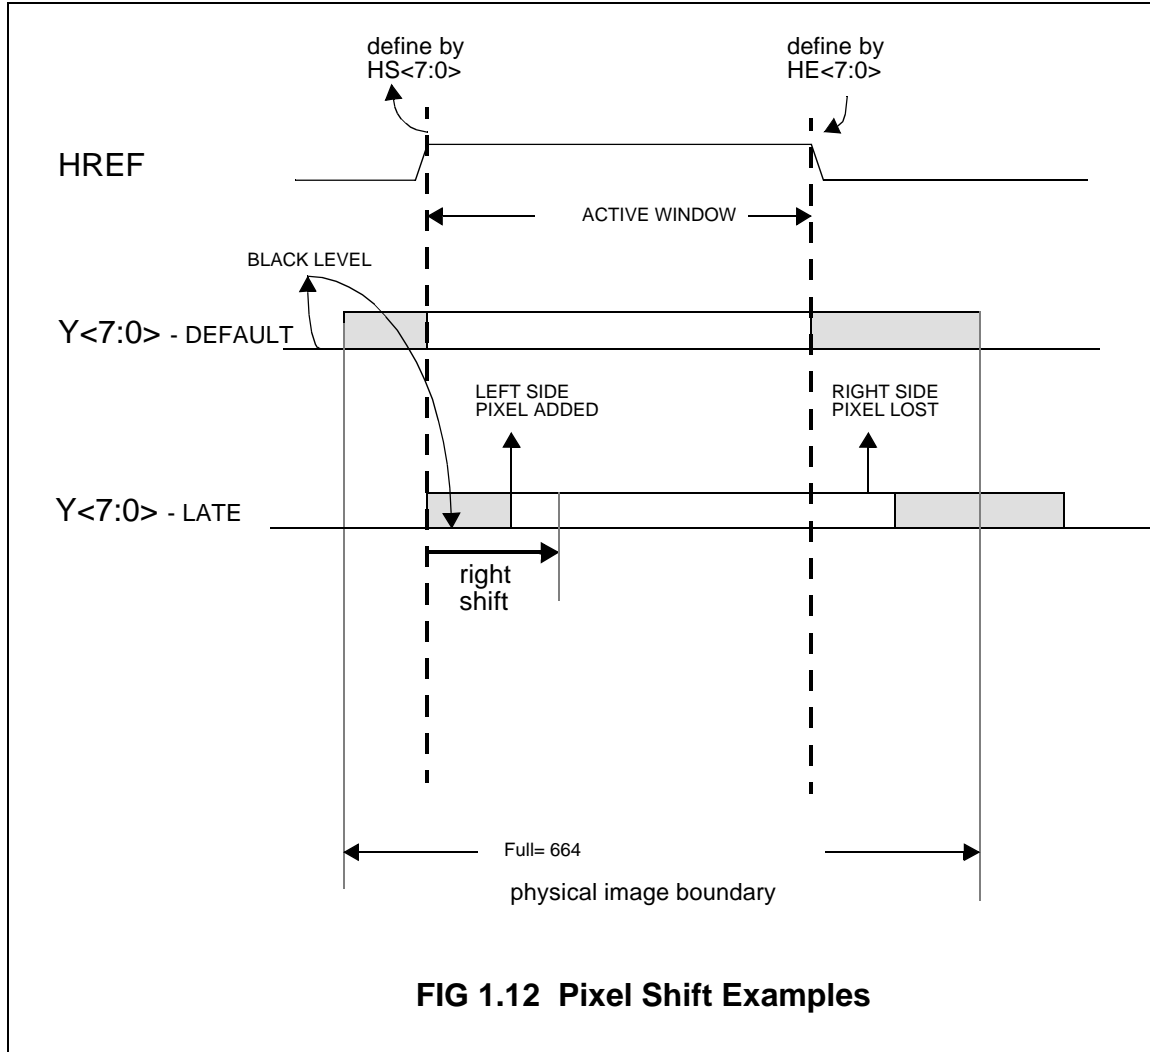 define by
HS<7:0>
define by
HE<7:0>
HREF
ACTIVE WINDOW
BLACK LEVEL
Y<7:0> - DEFAULT
LEFT SIDE
PIXEL ADDED
RIGHT SIDE
PIXEL LOST
Y<7:0> - LATE
right
shift
Full= 664
physical image boundary
FIG 1.12 Pixel Shift Examples